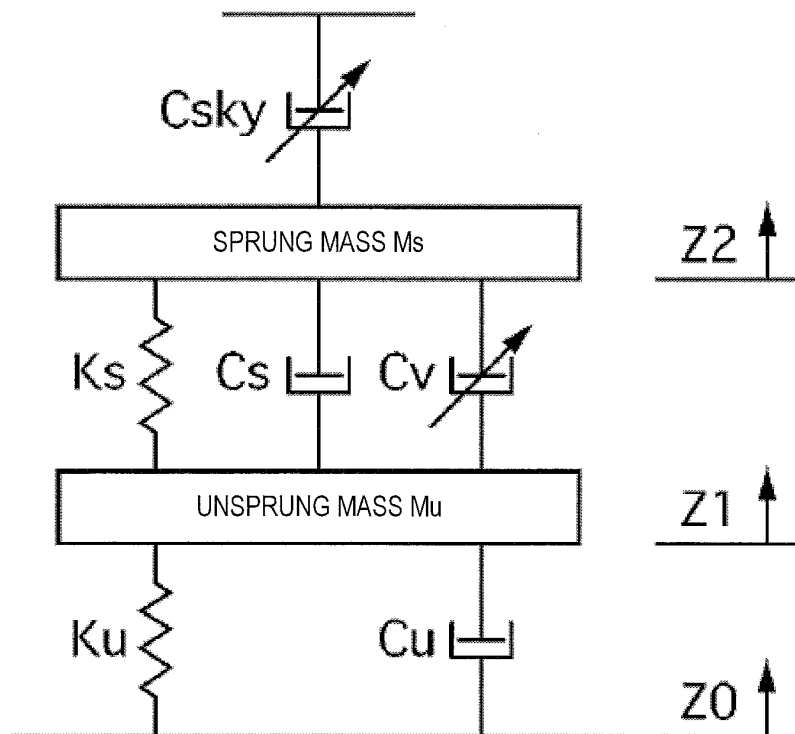 Csky
SPRUNG MASS Ms
Z2
Ks
Cs
Cv
UNSPRUNG MASS Mu
Z1
Ku
Cu
Z0